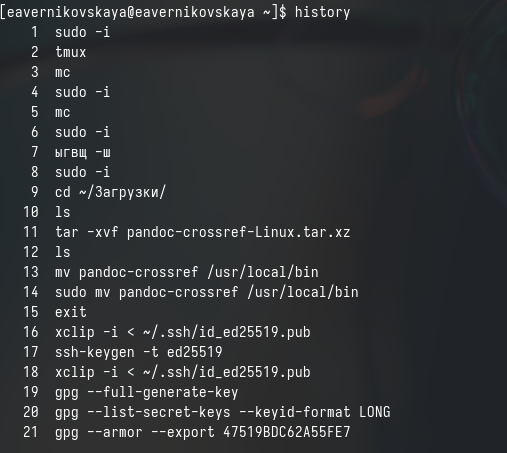 [eavernikovskaya@eavernikovskaya ~]$ history
1 sudo -i
2 tmux
3 mc
4 sudo -i
5 mc
6 sudo -i
7 ыгвщ -ш
8 sudo -i
9 cd ~/Загрузки/
10 ls
11 tar -xvf pandoc-crossref-Linux.tar.xz
12 ls
13 mv pandoc-crossref /usr/local/bin
14 sudo mv pandoc-crossref /usr/local/bin
15 exit
16 xclip -i < ~/.ssh/id_ed25519.pub
17 ssh-keygen -t ed25519
18 xclip -i < ~/.ssh/id_ed25519.pub
19 gpg --full-generate-key
20 gpg --list-secret-keys --keyid-format LONG
21 gpg --armor --export 47519BDC62A55FE7